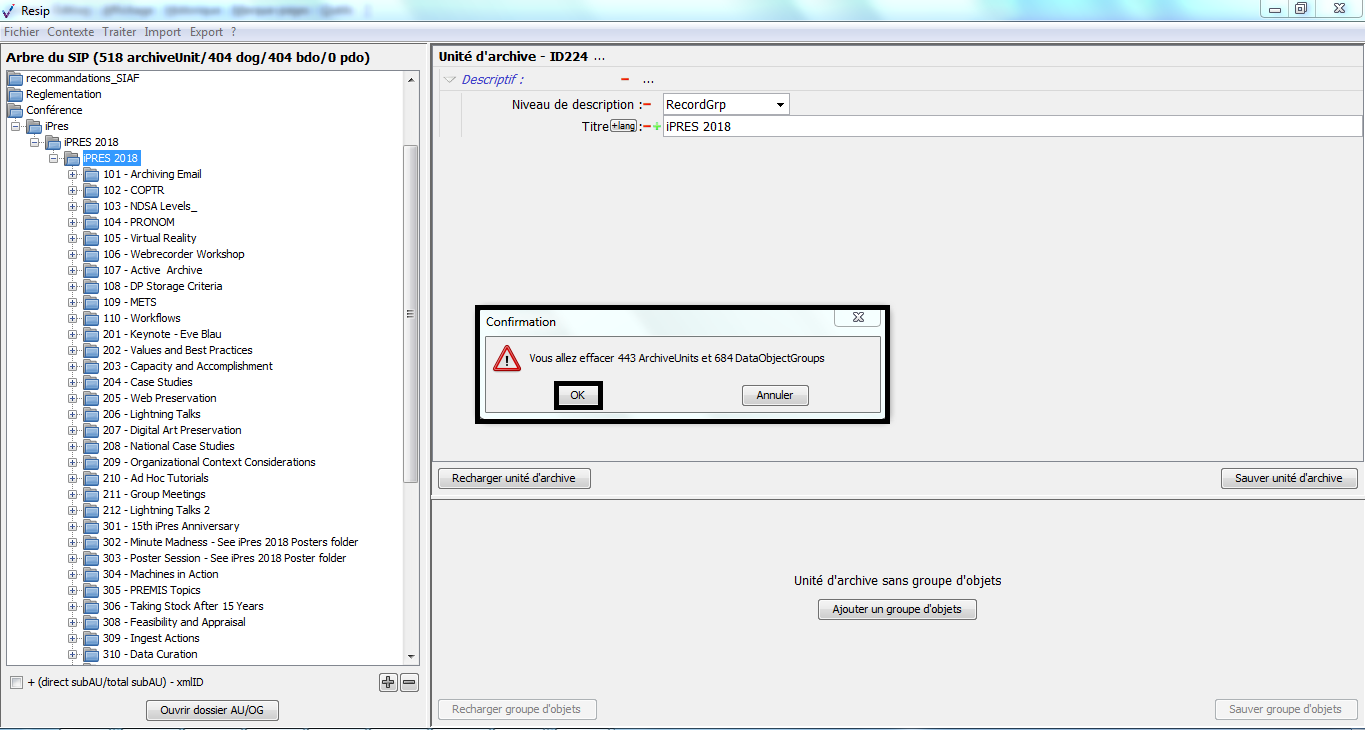 Resip
Fichier Contexte Traiter Import Export ?
Arbre du SIP (518 archiveUnit/404 dog/404 bdo/0 pdo)
recommandations_SIAF
Reglementation
Conférence
iPres
iPRES 2018
iPRES 2018
101 - Archiving Email
102 - COPTR
103 - NDSA Levels_
104 - PRONOM
105 - Virtual Reality
106 - Webrecorder Workshop
107 - Active Archive
108 - DP Storage Criteria
109 - METS
110 - Workflows
201 - Keynote - Eve Blau
202 - Values and Best Practices
203 - Capacity and Accomplishment
204 - Case Studies
205 - Web Preservation
206 - Lightning Talks
207 - Digital Art Preservation
208 - National Case Studies
209 - Organizational Context Considerations
210 - Ad Hoc Tutorials
211 - Group Meetings
212 - Lightning Talks 2
301 - 15th iPres Anniversary
302 - Minute Madness - See iPres 2018 Posters folder
303 - Poster Session - See iPres 2018 Poster folder
304 - Machines in Action
305 - PREMIS Topics
306 - Taking Stock After 15 Years
308 - Feasibility and Appraisal
309 - Ingest Actions
310 - Data Curation
+ (direct subAU/total subAU) - xmlID
Ouvrir dossier AU/OG
Unité d'archive - ID224 ...
Descriptif : - ...
Niveau de description :- RecordGrp
Titre +lang :-+ iPRES 2018
Confirmation
Vous allez effacer 443 ArchiveUnits et 684 DataObjectGroups
OK Annuler
Recharger unité d'archive Sauver unité d'archive
Unité d'archive sans groupe d'objets
Ajouter un groupe d'objets
Recharger groupe d'objets Sauver groupe d'objets